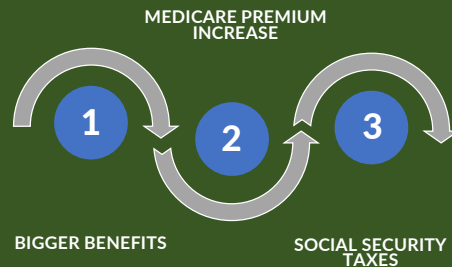 MEDICARE PREMIUM
INCREASE
1
2
3
BIGGER BENEFITS
SOCIAL SECURITY
TAXES